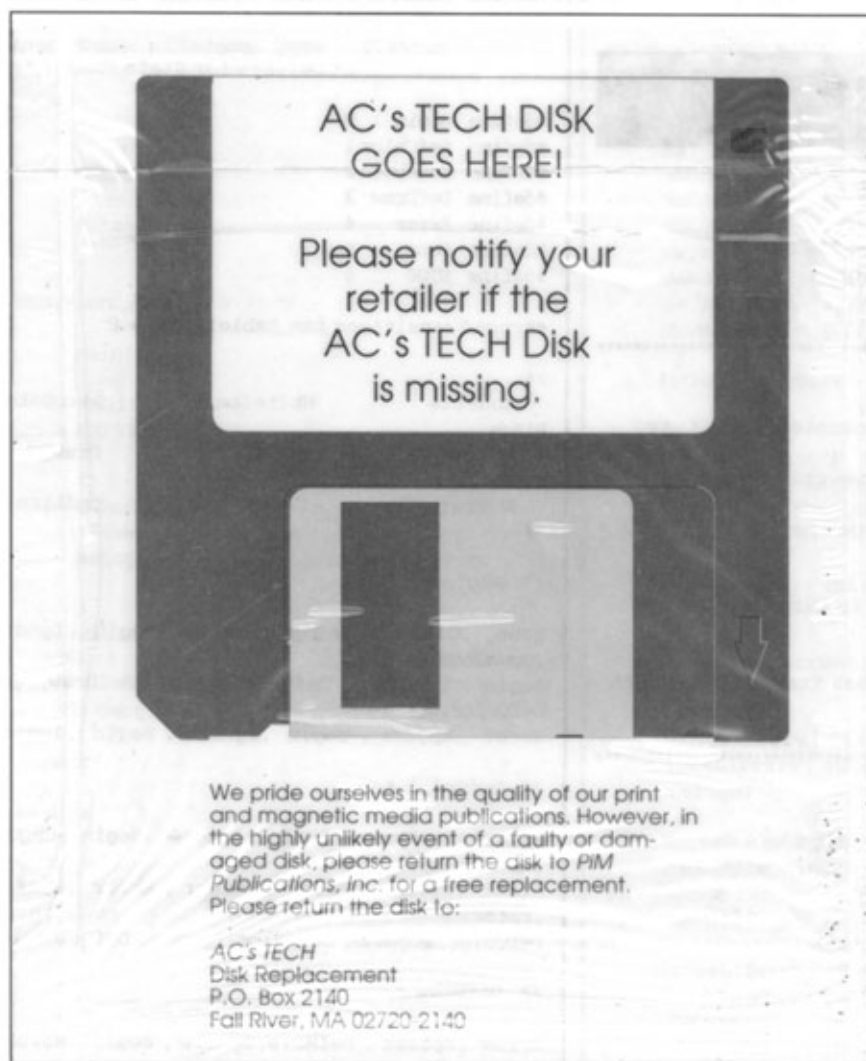 AC's TECH DISK
GOES HERE!
Please notify your
retailer if the
AC's TECH Disk
is missing.
We pride ourselves in the quality of our print
and magnetic media publications. However, in
the highly unlikely event of a faulty or dam-
aged disk, please return the disk to PiM
Publications, Inc. for a free replacement.
Please return the disk to:
AC's TECH
Disk Replacement
P.O. Box 2140
Fall River, MA 02720-2140